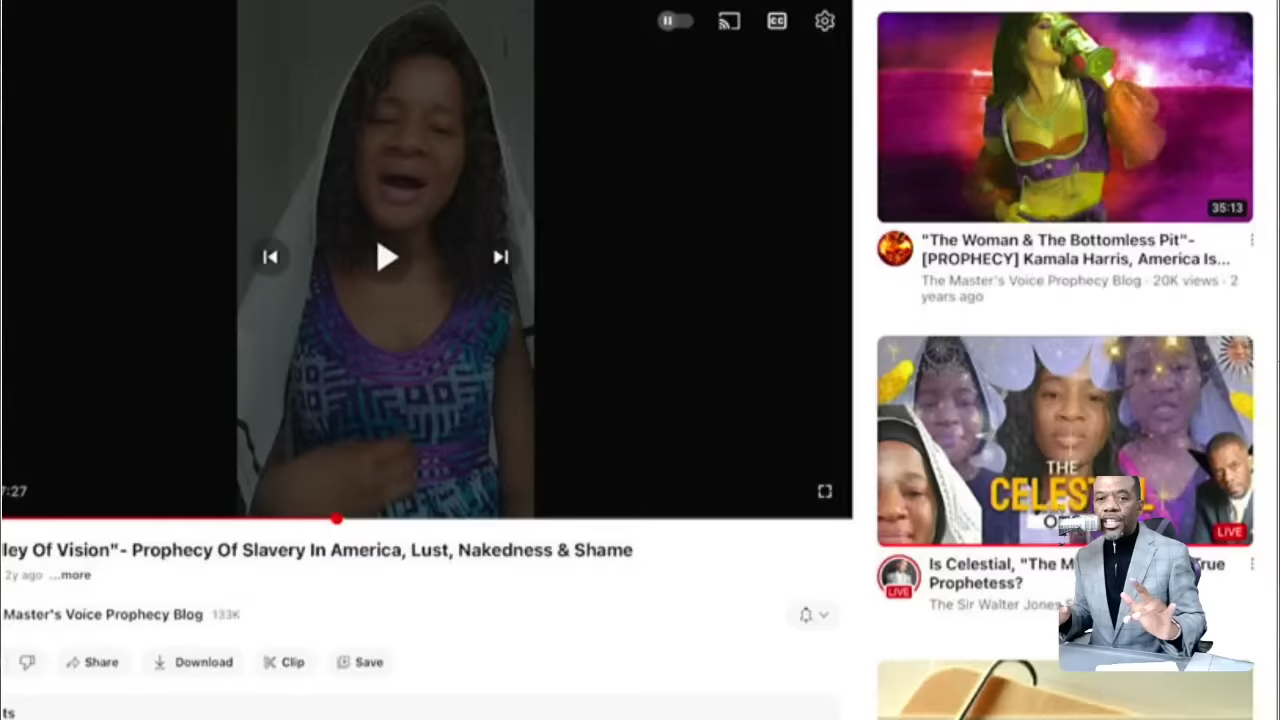 CC
7:27
ley Of Vision"- Prophecy Of Slavery In America, Lust, Nakedness & Shame
2y ago ...more
Master's Voice Prophecy Blog 133K
Share
Download
Clip
Save
ts
35:13
"The Woman & The Bottomless Pit"-
[PROPHECY] Kamala Harris, America Is...
The Master's Voice Prophecy Blog · 20K views · 2
years ago
THE
LIVE
LIVE
Is Celestial, "The True
Prophetess?
The Sir Walter Jones